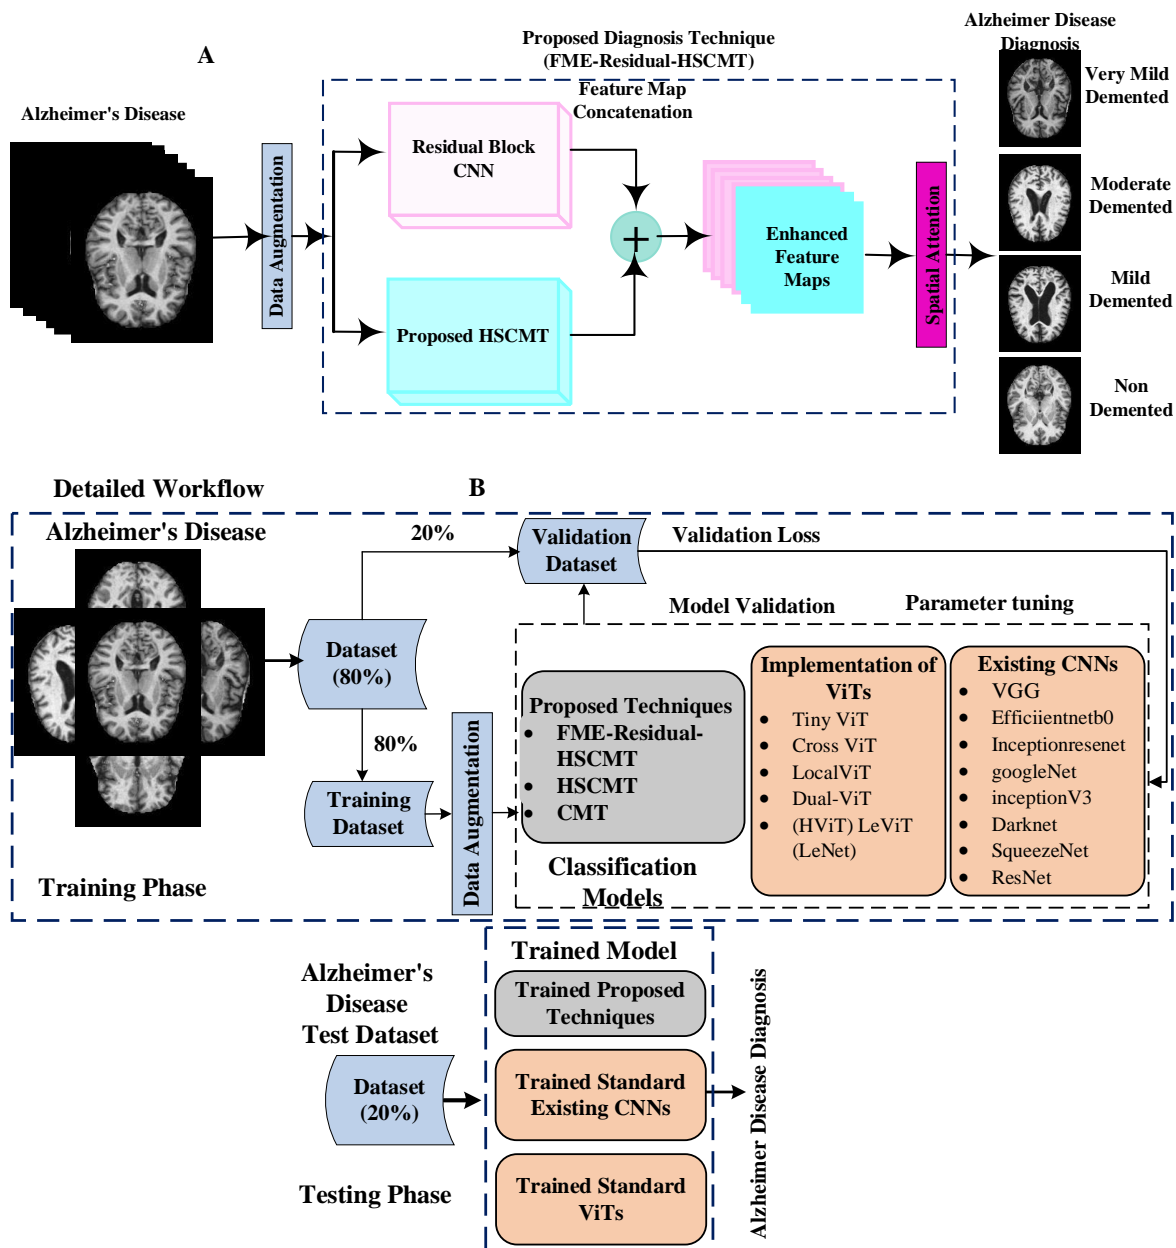 A
Proposed Diagnosis Technique
(FME-Residual-HSCMT)
Alzheimer Disease
Diagnosis
Alzheimer's Disease
Data Augmentation
Feature Map
Concatenation
Residual Block
CNN
Proposed HSCMT
+
Enhanced
Feature
Maps
Spatial Attention
Very Mild
Demented
Moderate
Demented
Mild
Demented
Non
Demented
Detailed Workflow
B
Alzheimer's Disease
20%
Validation
Dataset
Validation Loss
Model Validation
Parameter tuning
Dataset
(80%)
80%
Training
Dataset
Data Augmentation
Training Phase
Proposed Techniques
• FME-Residual-
HSCMT
• HSCMT
• CMT
Classification
Models
Implementation of
ViTs
• Tiny ViT
• Cross ViT
• LocalViT
• Dual-ViT
• (HViT) LeViT
(LeNet)
Existing CNNs
• VGG
• Efficiientnetb0
• Inceptionresenet
• googleNet
• inceptionV3
• Darknet
• SqueezeNet
• ResNet
Alzheimer's
Disease
Test Dataset
Dataset
(20%)
Testing Phase
Trained Model
Trained Proposed
Techniques
Trained Standard
Existing CNNs
Trained Standard
ViTs
Alzheimer Disease Diagnosis